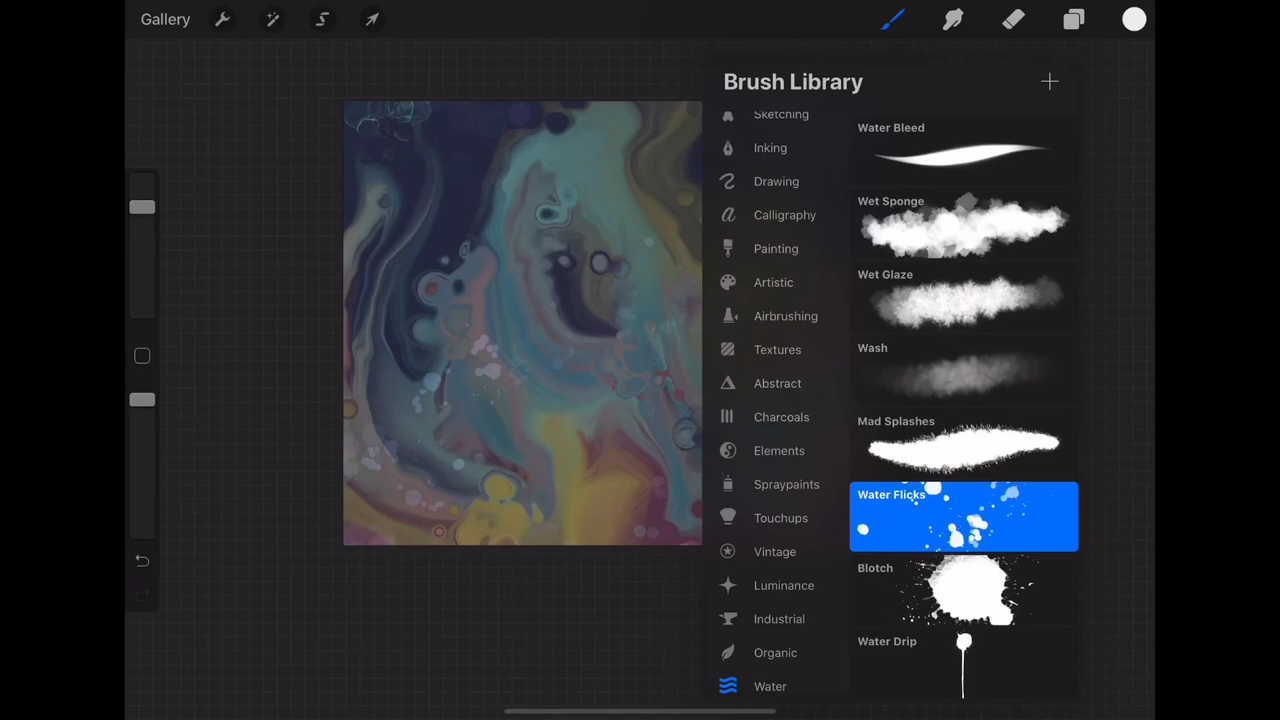 Gallery
Brush Library
Sketching
Inking
Drawing
Calligraphy
Painting
Artistic
Airbrushing
Textures
Abstract
Charcoals
Elements
Spraypaints
Touchups
Vintage
Luminance
Industrial
Organic
Water
Water Bleed
Wet Sponge
Wet Glaze
Wash
Mad Splashes
Water Flicks
Blotch
Water Drip